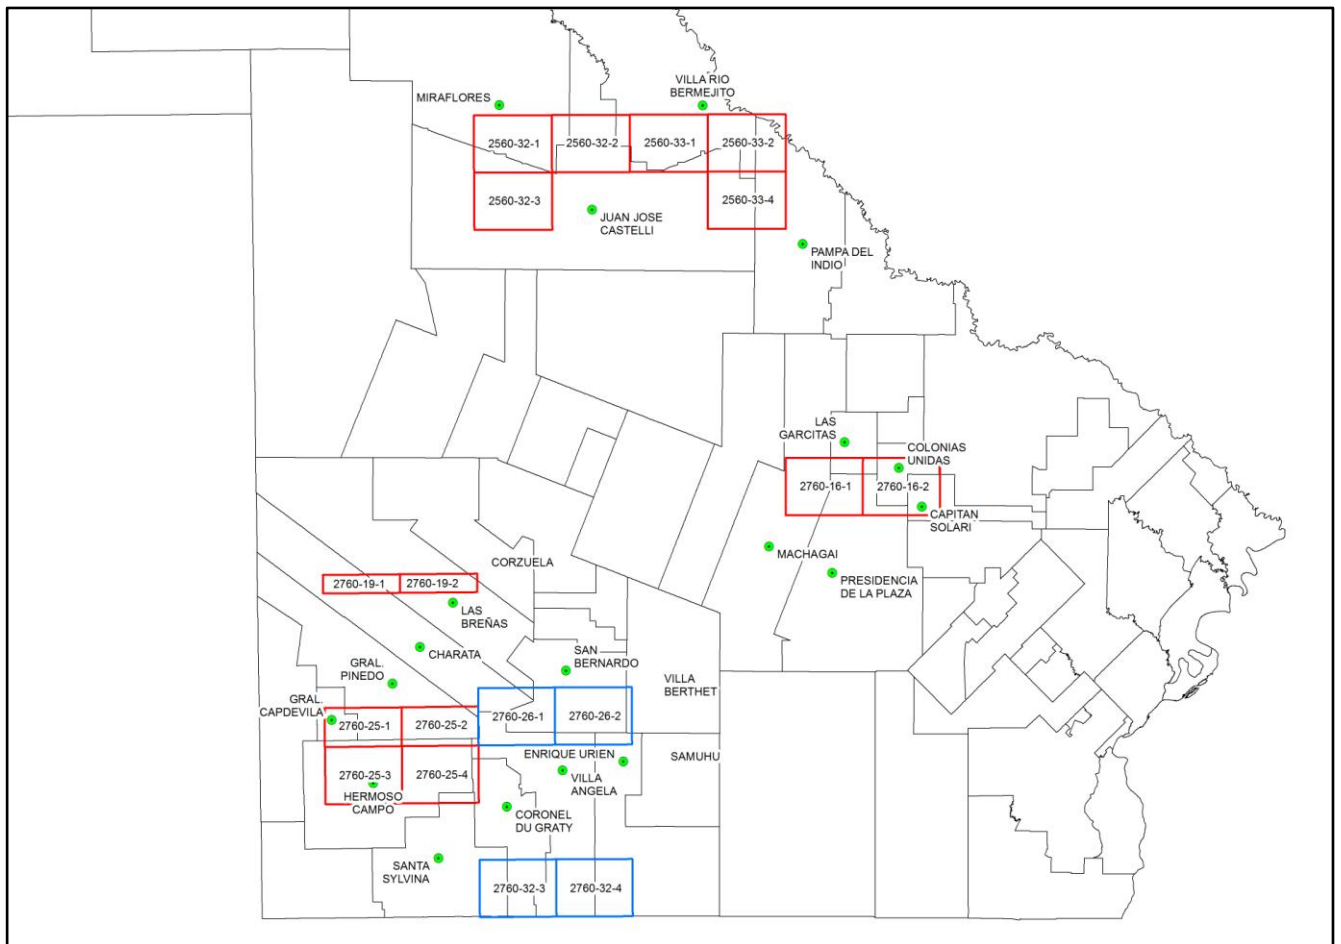 VILLA RIO
BERMEJITO
MIRAFLORES
2560-32-1
2560-32-2
2560-33-1
2560-33-2
2560-32-3
2560-33-4
JUAN JOSE
CASTELLI
PAMPA DEL
INDIO
LAS
GARCITAS
COLONIAS
UNIDAS
2760-16-1
2760-16-2
CAPITAN
SOLARI
MACHAGAI
PRESIDENCIA
DE LA PLAZA
CORZUELA
2760-19-1
2760-19-2
LAS
BREÑAS
CHARATA
SAN
BERNARDO
GRAL.
PINEDO
VILLA
BERTHET
GRAL.
CAPDEVILA
2760-25-1
2760-25-2
2760-26-1
2760-26-2
ENRIQUE URIEN
SAMUHU
2760-25-3
2760-25-4
VILLA
ANGELA
HERMOSO
CAMPO
CORONEL
DU GRATY
SANTA
SYLVINA
2760-32-3
2760-32-4